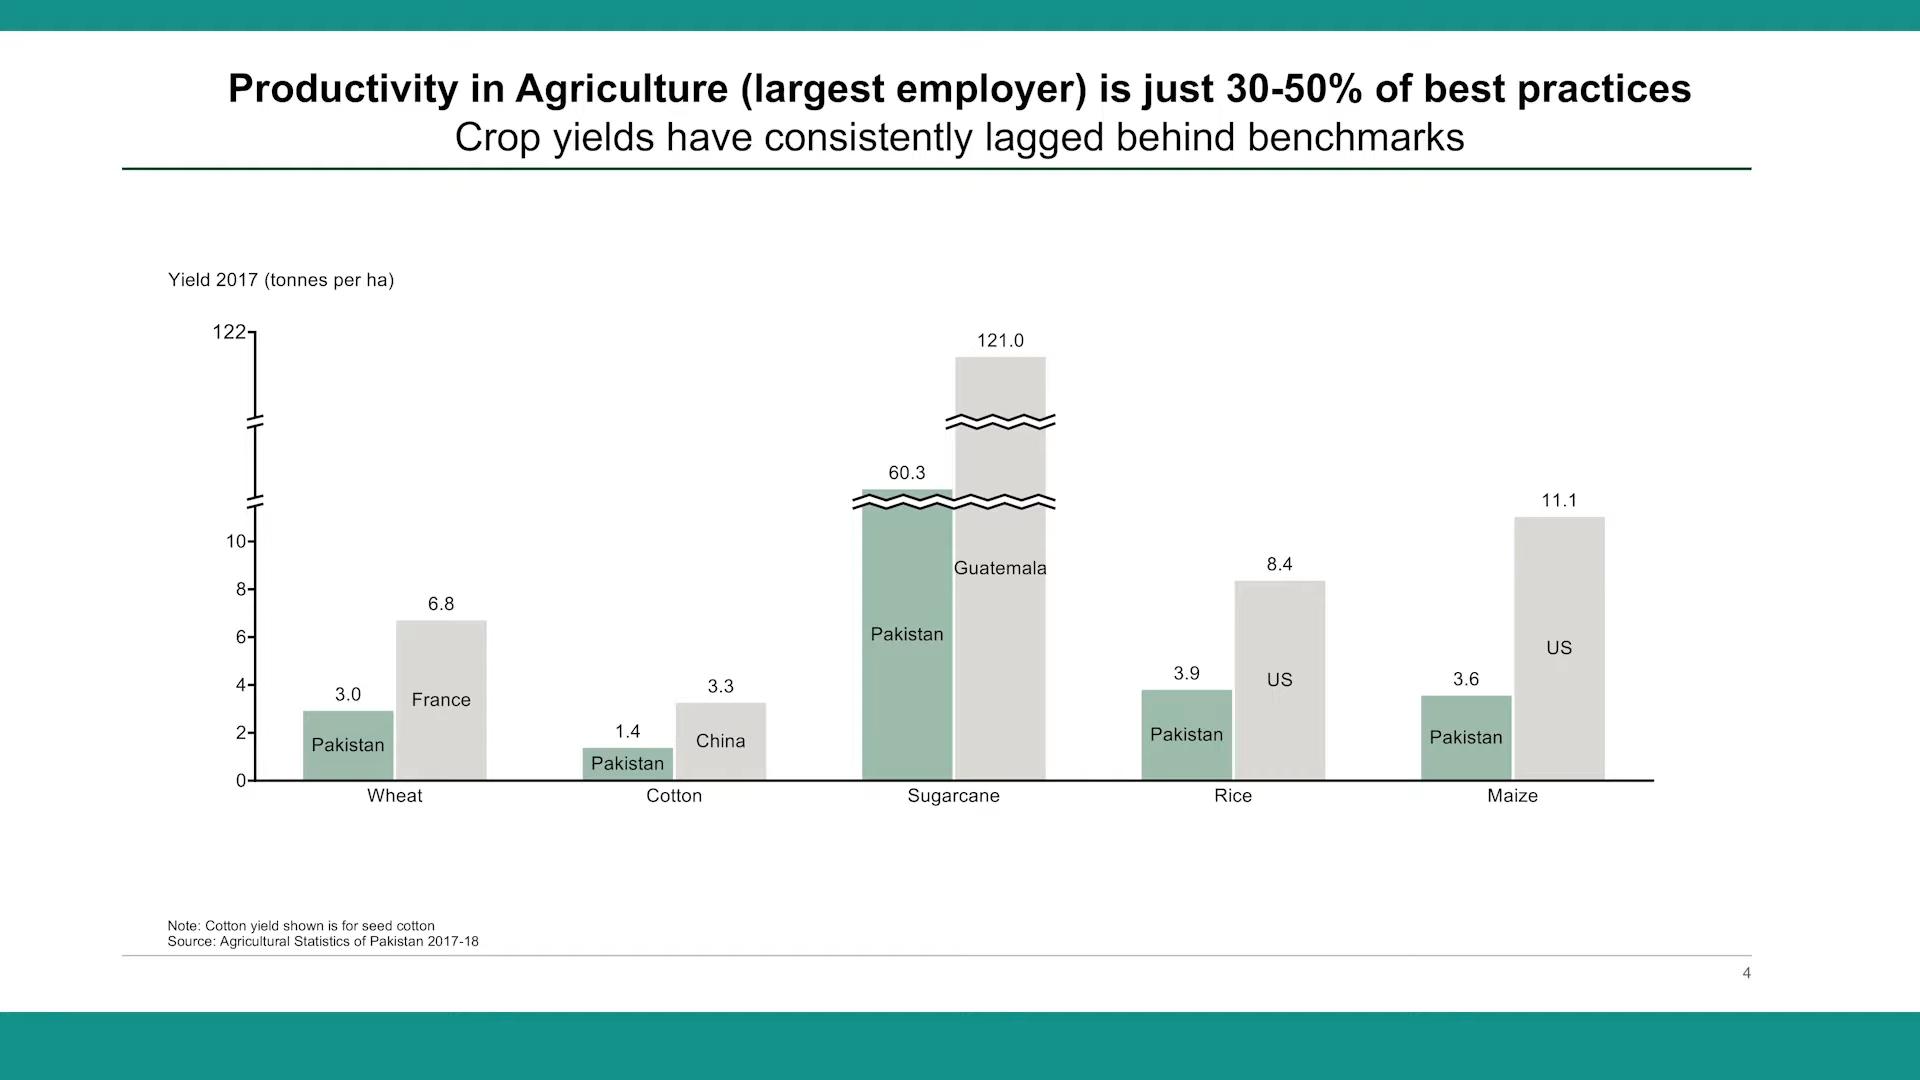 Productivity in Agriculture (largest employer) is just 30-50% of best practices
Crop yields have consistently lagged behind benchmarks
Yield 2017 (tonnes per ha)
122
10
8
6
4
2
0
3.0
Pakistan
6.8
France
Wheat
1.4
Pakistan
3.3
China
Cotton
60.3
Pakistan
121.0
Guatemala
Sugarcane
3.9
Pakistan
8.4
US
Rice
3.6
Pakistan
11.1
US
Maize
Note: Cotton yield shown is for seed cotton
Source: Agricultural Statistics of Pakistan 2017-18
4